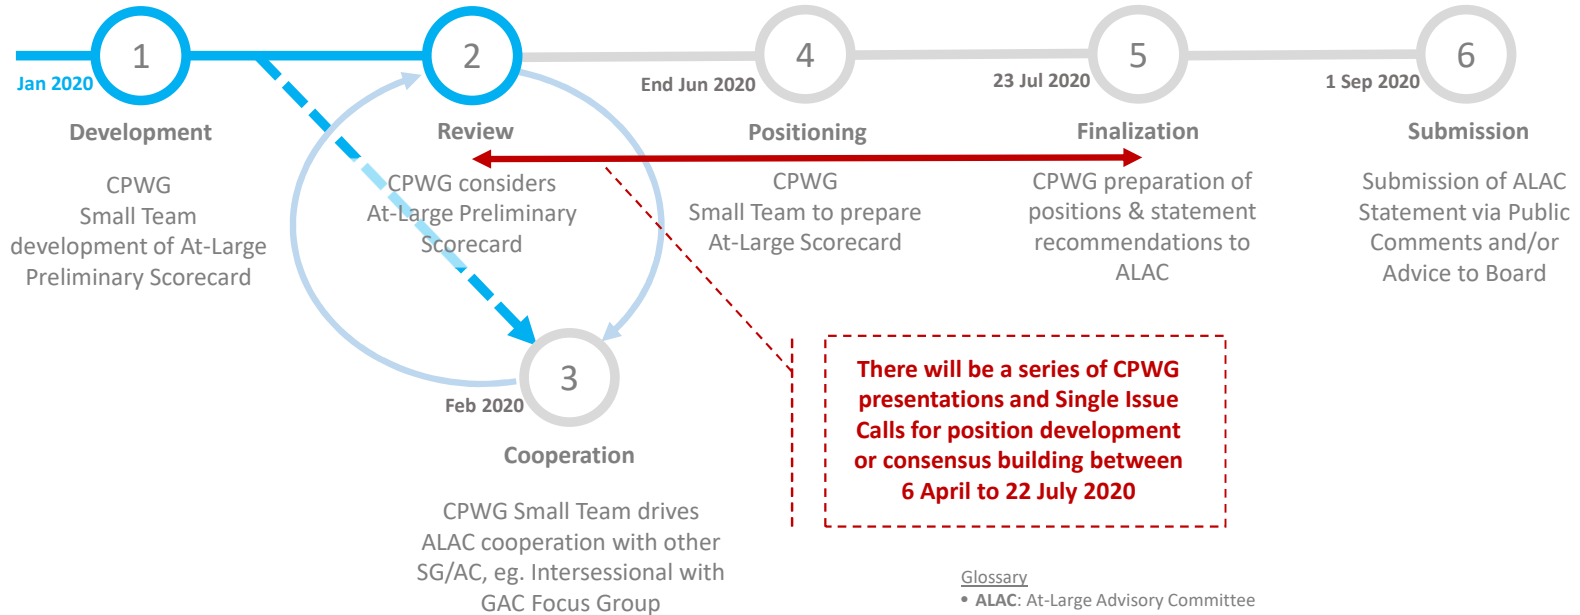 1
Jan 2020
Development
CPWG
Small Team
development of At-Large
Preliminary Scorecard
2
Review
CPWG considers
At-Large Preliminary
Scorecard
3
Feb 2020
Cooperation
CPWG Small Team drives
ALAC cooperation with other
SG/AC, eg. Intersessional with
GAC Focus Group
4
End Jun 2020
Positioning
CPWG
Small Team to prepare
At-Large Scorecard
5
23 Jul 2020
Finalization
CPWG preparation of
positions & statement
recommendations to
ALAC
6
1 Sep 2020
Submission
Submission of ALAC
Statement via Public
Comments and/or
Advice to Board
There will be a series of CPWG
presentations and Single Issue
Calls for position development
or consensus building between
6 April to 22 July 2020
Glossary
• ALAC: At-Large Advisory Committee